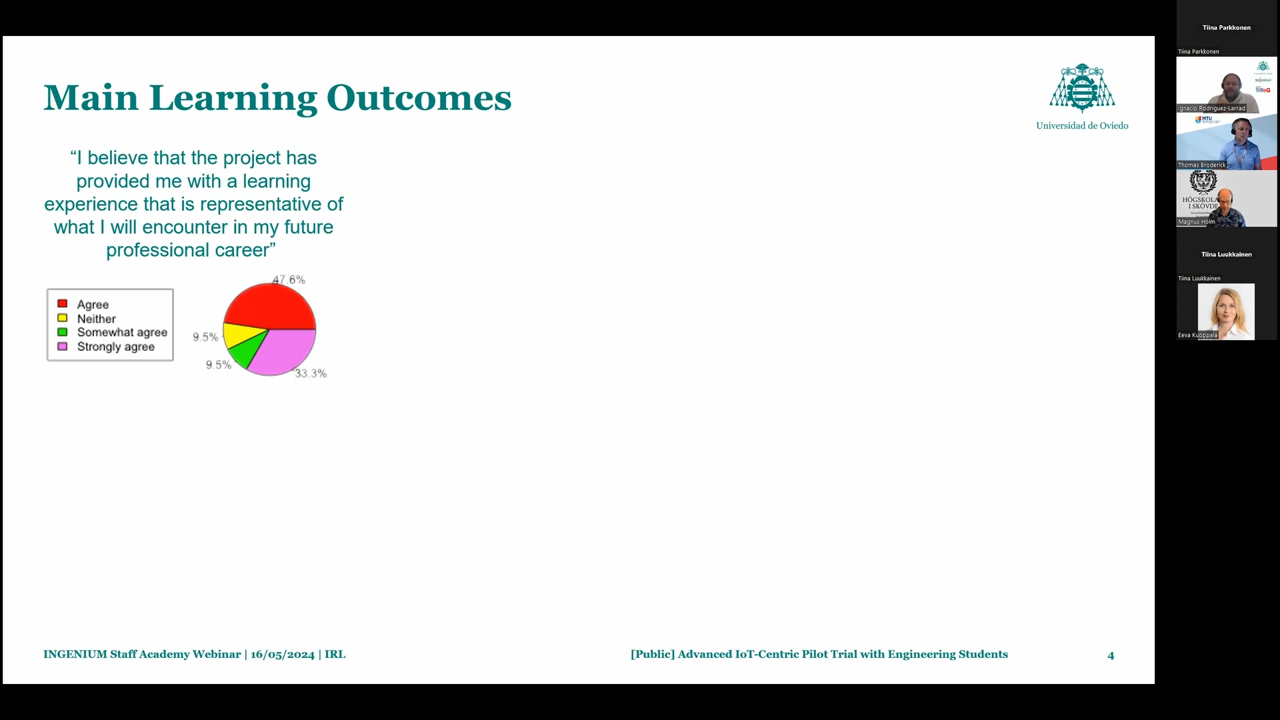 Main Learning Outcomes
Universidad de Oviedo
“I believe that the project has
provided me with a learning
experience that is representative of
what I will encounter in my future
professional career”
Agree
Neither
Somewhat agree
Strongly agree
47.6%
9.5%
9.5%
33.3%
INGENIUM Staff Academy Webinar | 16/05/2024 | IRL
[Public] Advanced IoT-Centric Pilot Trial with Engineering Students
4
Tiina Parkkonen
Tiina Parkkonen
Ignacio Rodriguez-Larrad
MTU
Thomas Broderick
HÖGSKOLAN
I SKÖVDE
Magnus Holm
Tiina Luukkainen
Tiina Luukkainen
Eeva Kuoppala